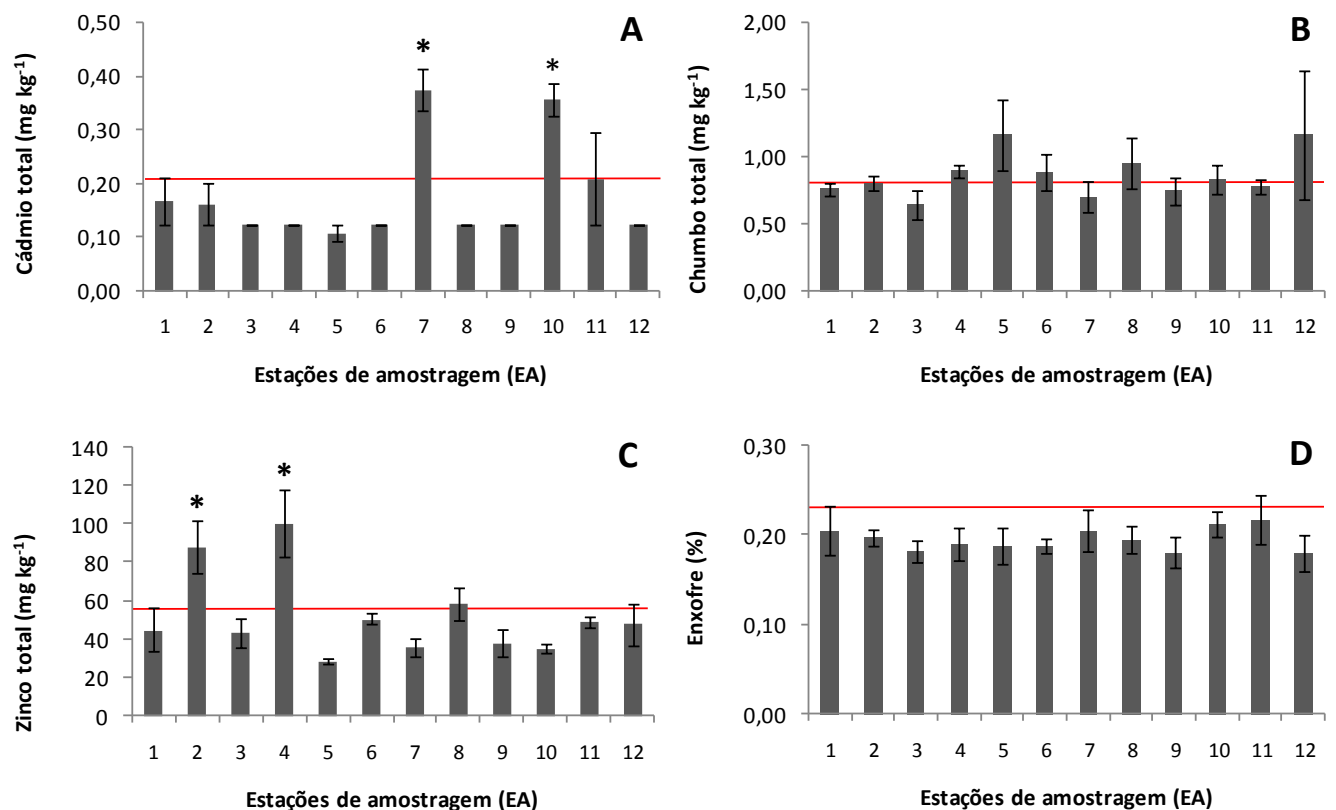 A
Cádmio total (mg kg⁻¹)
0,50
0,40
0,30
0,20
0,10
0,00
* *
1 2 3 4 5 6 7 8 9 10 11 12
Estações de amostragem (EA)
B
Chumbo total (mg kg⁻¹)
2,00
1,50
1,00
0,50
0,00
1 2 3 4 5 6 7 8 9 10 11 12
Estações de amostragem (EA)
C
Zinco total (mg kg⁻¹)
140
120
100
80
60
40
20
0
* *
1 2 3 4 5 6 7 8 9 10 11 12
Estações de amostragem (EA)
D
Enxofre (%)
0,30
0,20
0,10
0,00
1 2 3 4 5 6 7 8 9 10 11 12
Estações de amostragem (EA)